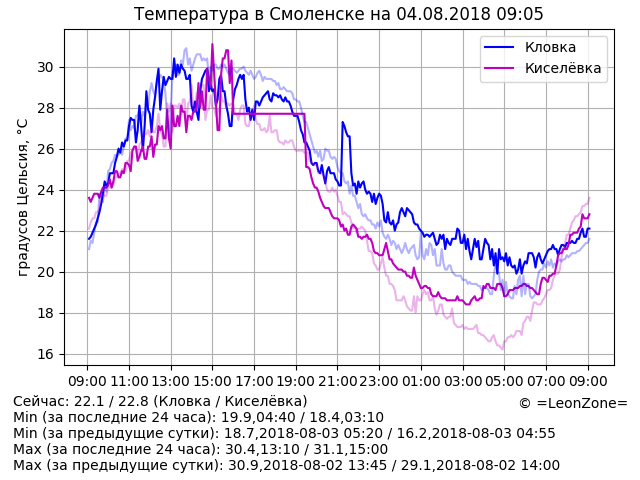 Температура в Смоленске на 04.08.2018 09:05
Кловка
Киселёвка
градусов Цельсия, °C
30
28
26
24
22
20
18
16
09:00 11:00 13:00 15:00 17:00 19:00 21:00 23:00 01:00 03:00 05:00 07:00 09:00
Сейчас: 22.1 / 22.8 (Кловка / Киселёвка)
© =LeonZone=
Min (за последние 24 часа): 19.9,04:40 / 18.4,03:10
Min (за предыдущие сутки): 18.7,2018-08-03 05:20 / 16.2,2018-08-03 04:55
Max (за последние 24 часа): 30.4,13:10 / 31.1,15:00
Max (за предыдущие сутки): 30.9,2018-08-02 13:45 / 29.1,2018-08-02 14:00